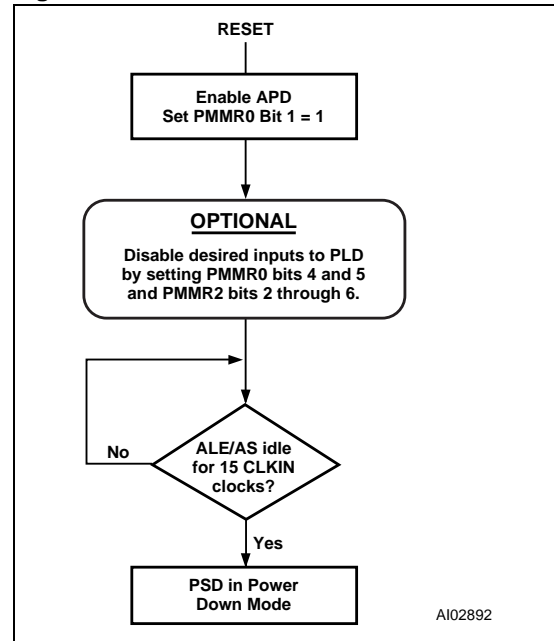 RESET
Enable APD
Set PMMR0 Bit 1 = 1
OPTIONAL
Disable desired inputs to PLD
by setting PMMR0 bits 4 and 5
and PMMR2 bits 2 through 6.
No
ALE/AS idle
for 15 CLKIN
clocks?
Yes
PSD in Power
Down Mode
AI02892